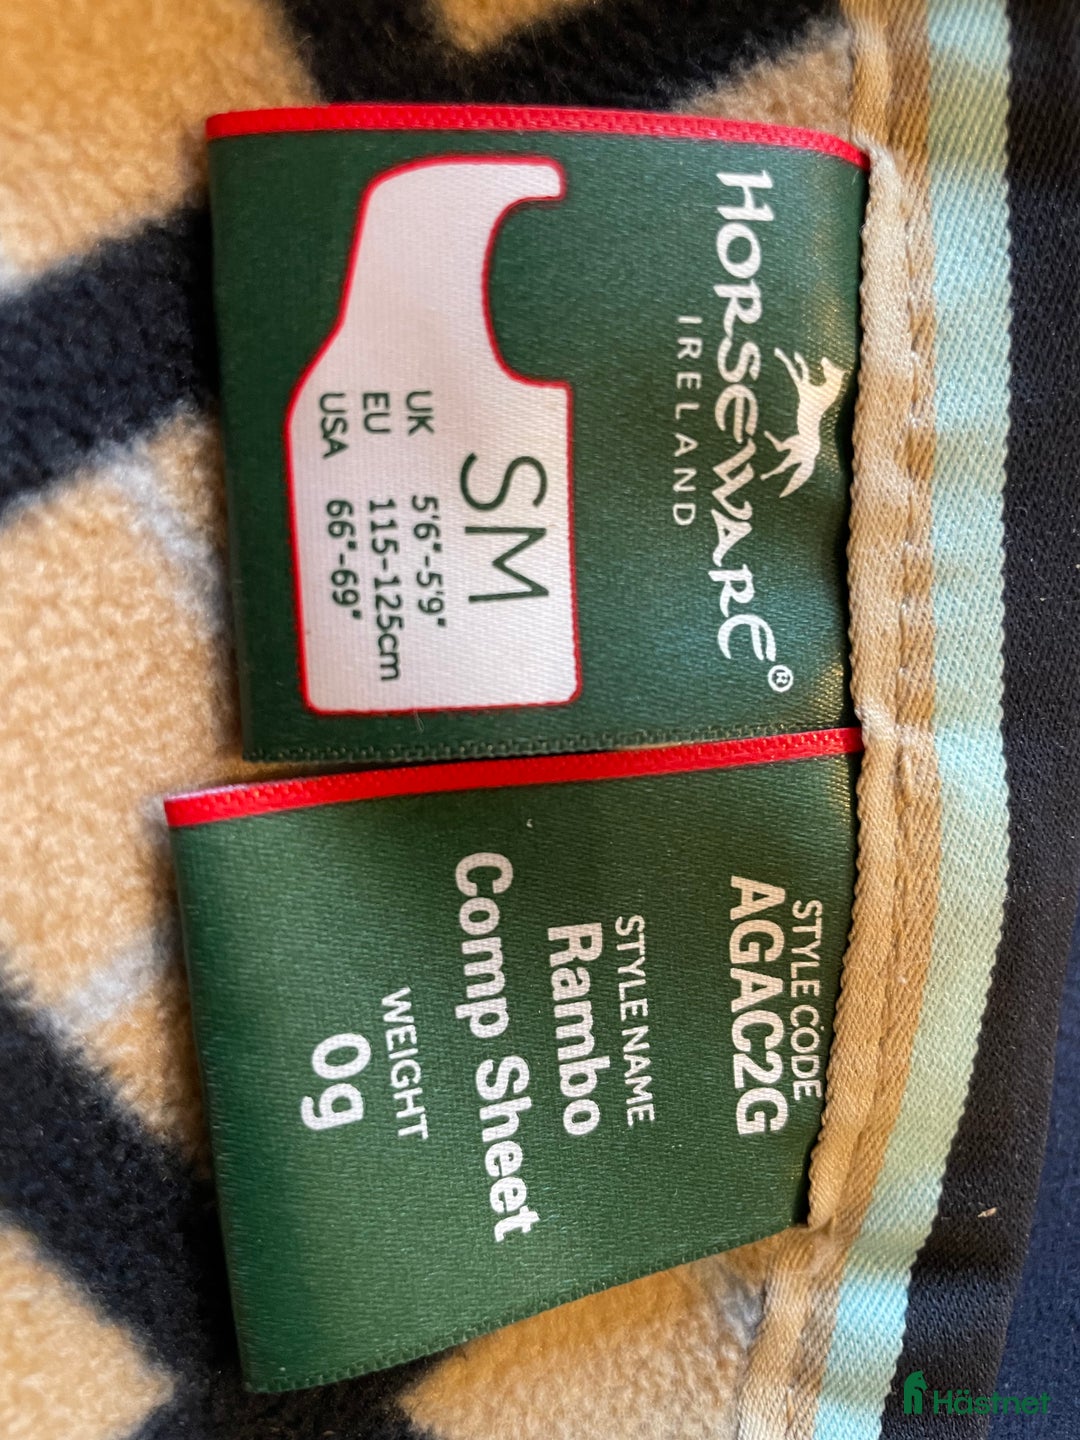 HORSEWARE®
IRELAND
SM
UK 5'6"-5'9"
EU 115-125cm
USA 66"-69"
STYLE CODE
AGAC2G
STYLE NAME
Rambo
Comp Sheet
WEIGHT
0g
Hästnet